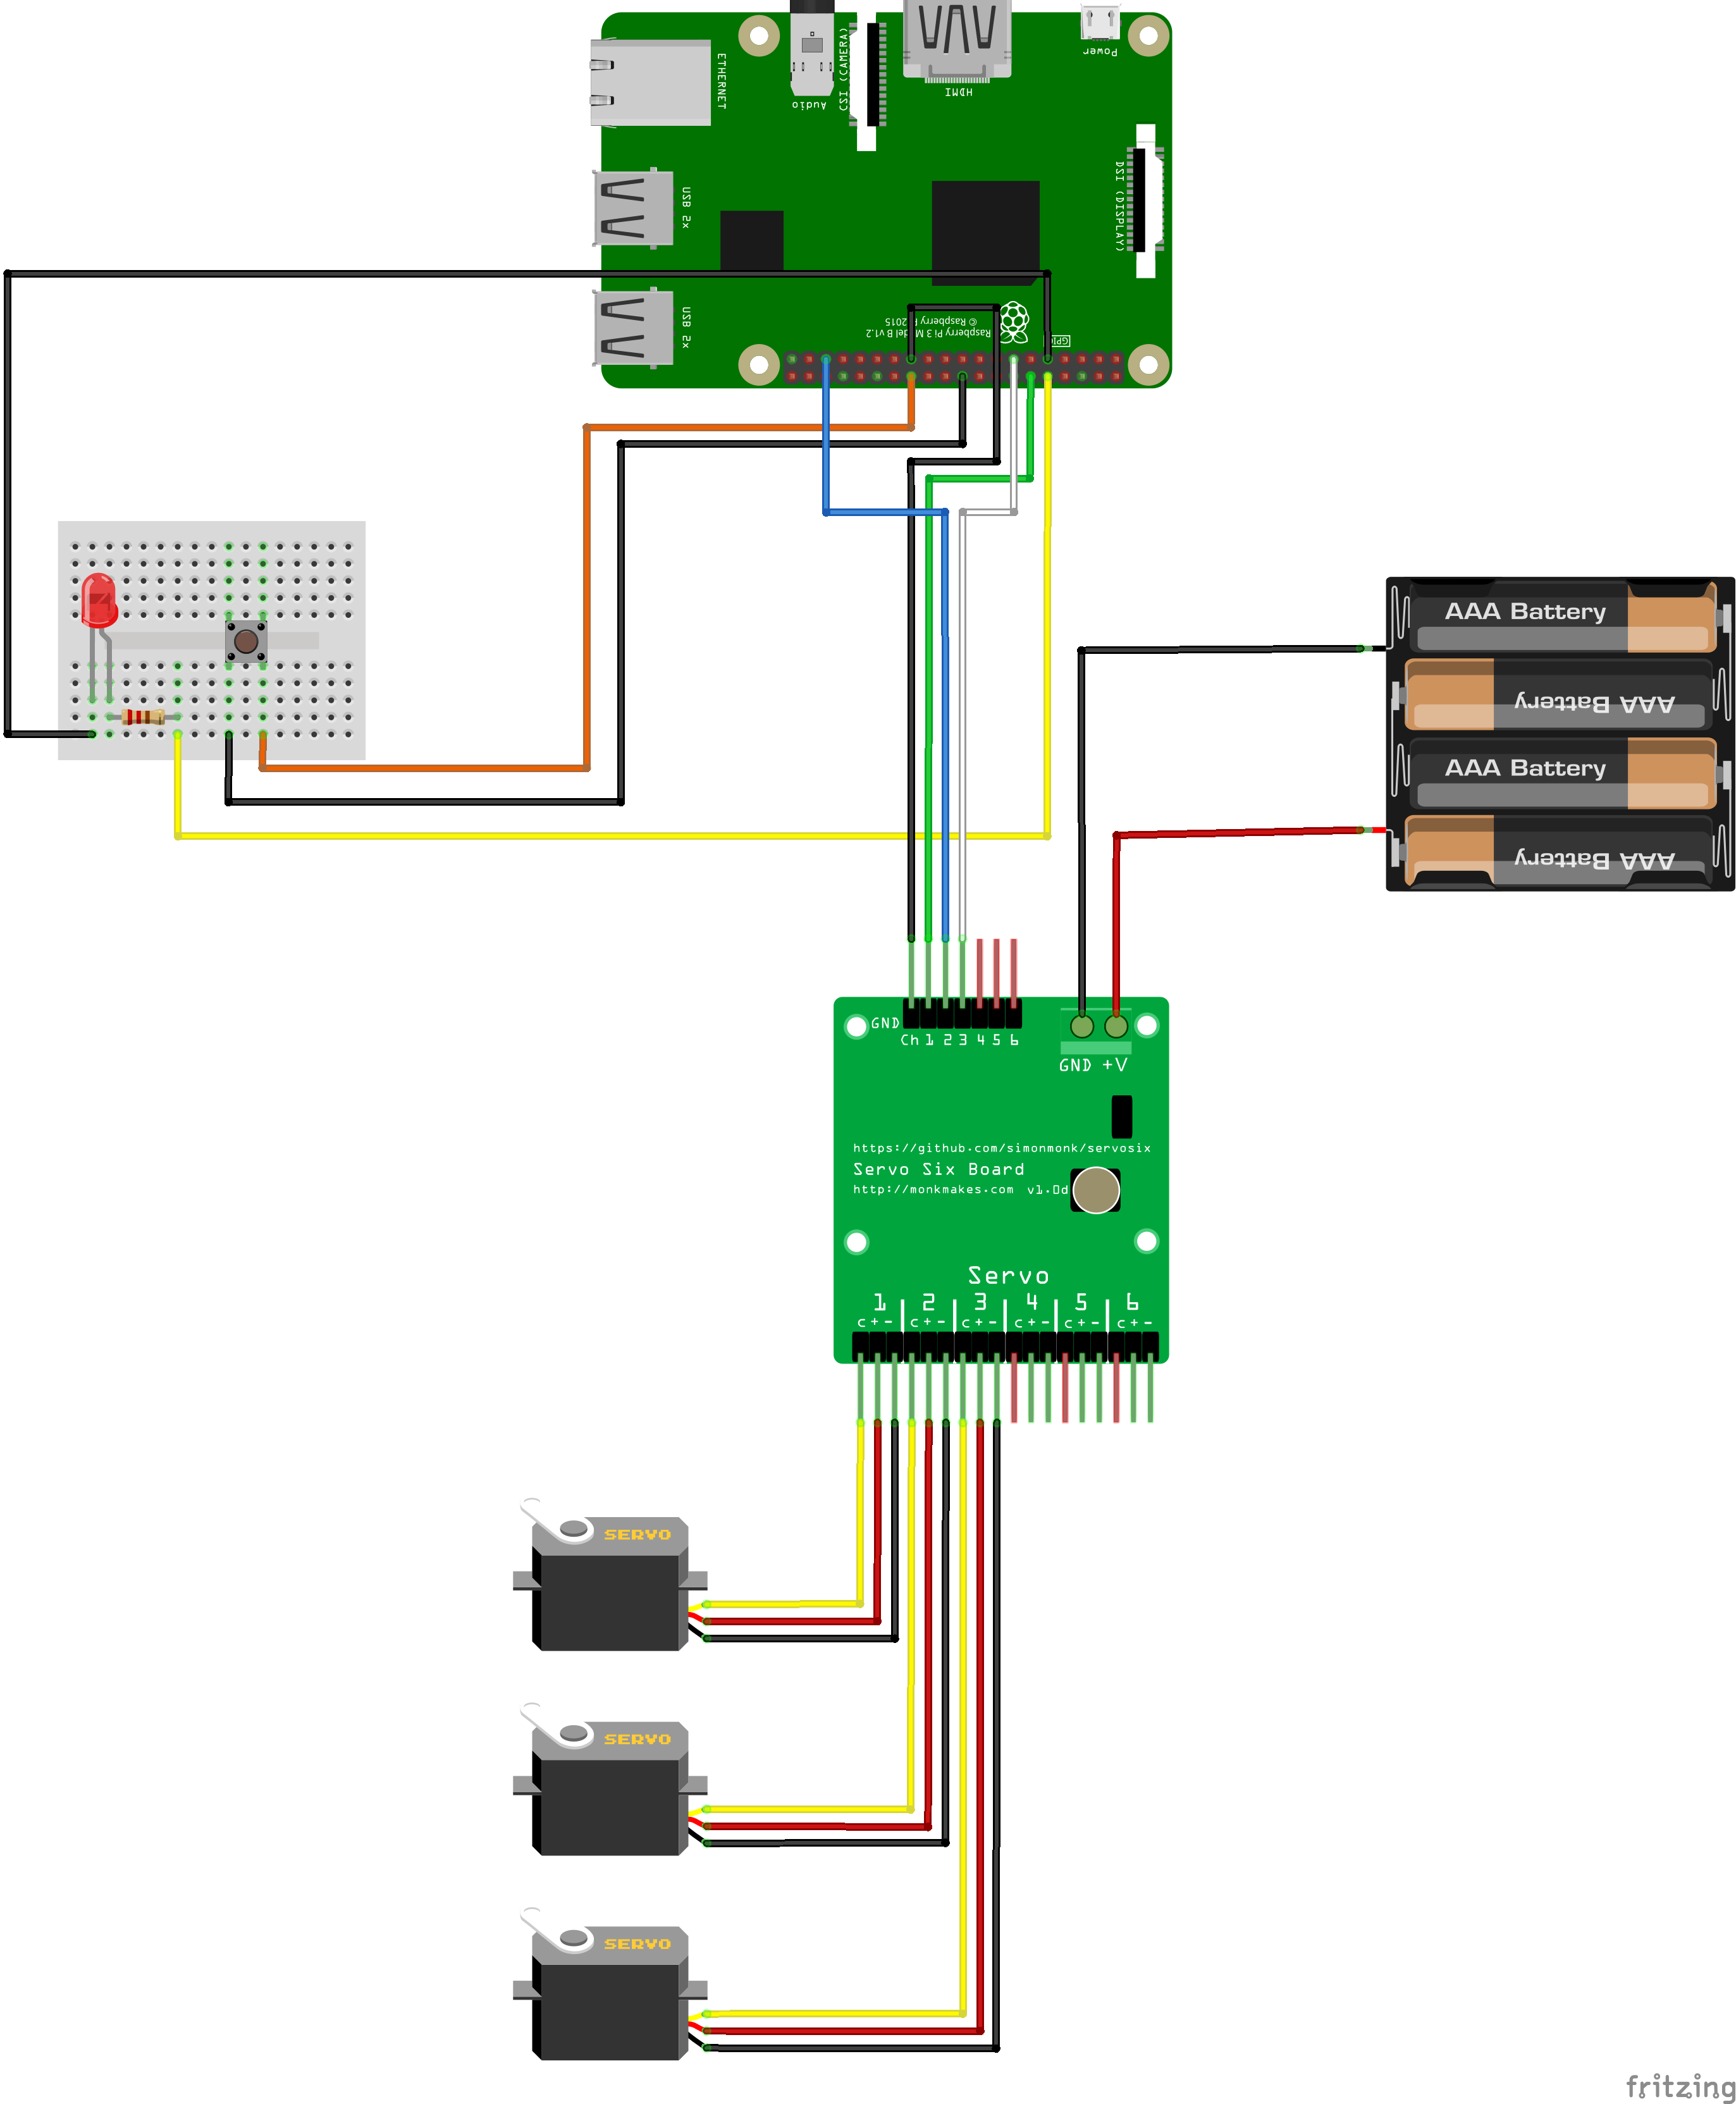 Power
HDMI
Audio
CSI (CAMERA)
ETHERNET
DSI (DISPLAY)
USB 2x
USB 2x
© Raspberry Pi 2015
Raspberry Pi 3 Model B v1.2
GPIO
AAA Battery
AAA Battery
AAA Battery
AAA Battery
GND
Ch 1 2 3 4 5 6
GND +V
https://github.com/simonmonk/servosix
Servo Six Board
http://monkmakes.com v1.0d
Servo
1 2 3 4 5 6
c + - c + - c + - c + - c + - c + -
SERVO
SERVO
SERVO
fritzing